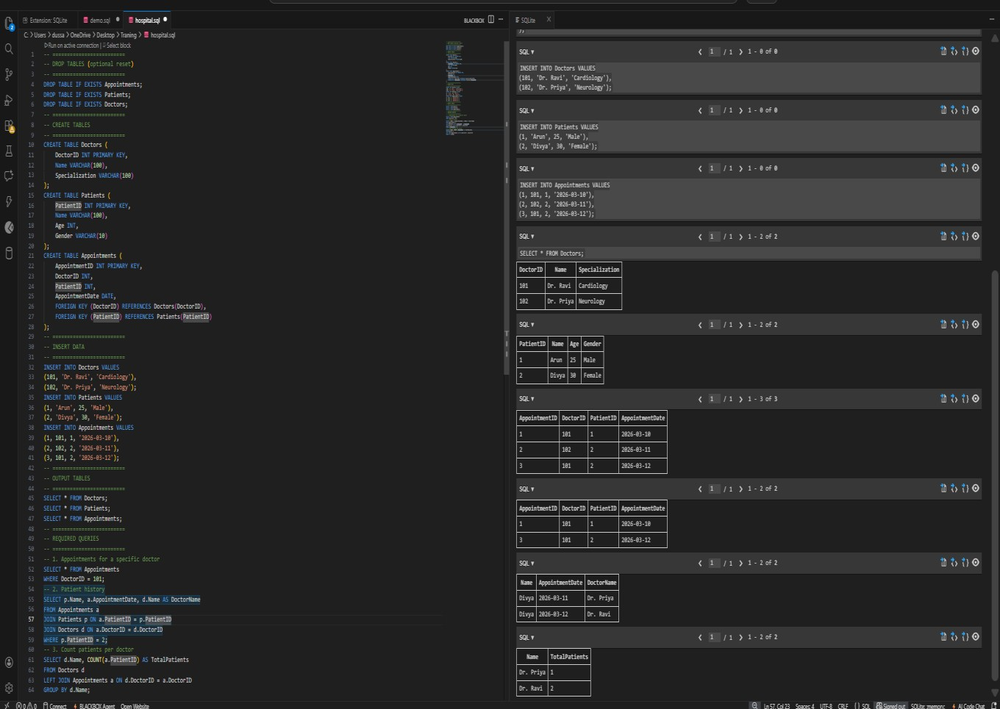 Extension: SQLite
demo.sql
hospital.sql
BLACKBOX
C: > Users > dussa > OneDrive > Desktop > Traning > hospital.sql
▷Run on active connection | Select block
1 -- ========================
2 -- DROP TABLES (optional reset)
3 -- ========================
4 DROP TABLE IF EXISTS Appointments;
5 DROP TABLE IF EXISTS Patients;
6 DROP TABLE IF EXISTS Doctors;
7 -- ========================
8 -- CREATE TABLES
9 -- ========================
10 CREATE TABLE Doctors (
11 DoctorID INT PRIMARY KEY,
12 Name VARCHAR(100),
13 Specialization VARCHAR(100)
14 );
15 CREATE TABLE Patients (
16 PatientID INT PRIMARY KEY,
17 Name VARCHAR(100),
18 Age INT,
19 Gender VARCHAR(10)
20 );
21 CREATE TABLE Appointments (
22 AppointmentID INT PRIMARY KEY,
23 DoctorID INT,
24 PatientID INT,
25 AppointmentDate DATE,
26 FOREIGN KEY (DoctorID) REFERENCES Doctors(DoctorID),
27 FOREIGN KEY (PatientID) REFERENCES Patients(PatientID)
28 );
29 -- ========================
30 -- INSERT DATA
31 -- ========================
32 INSERT INTO Doctors VALUES
33 (101, 'Dr. Ravi', 'Cardiology'),
34 (102, 'Dr. Priya', 'Neurology');
35 INSERT INTO Patients VALUES
36 (1, 'Arun', 25, 'Male'),
37 (2, 'Divya', 30, 'Female');
38 INSERT INTO Appointments VALUES
39 (1, 101, 1, '2026-03-10'),
40 (2, 102, 2, '2026-03-11'),
41 (3, 101, 2, '2026-03-12');
42 -- ========================
43 -- OUTPUT TABLES
44 -- ========================
45 SELECT * FROM Doctors;
46 SELECT * FROM Patients;
47 SELECT * FROM Appointments;
48 -- ========================
49 -- REQUIRED QUERIES
50 -- ========================
51 -- 1. Appointments for a specific doctor
52 SELECT * FROM Appointments
53 WHERE DoctorID = 101;
54 -- 2. Patient history
55 SELECT p.Name, a.AppointmentDate, d.Name AS DoctorName
56 FROM Appointments a
57 JOIN Patients p ON a.PatientID = p.PatientID
58 JOIN Doctors d ON a.DoctorID = d.DoctorID
59 WHERE p.PatientID = 2;
60 -- 3. Count patients per doctor
61 SELECT d.Name, COUNT(a.PatientID) AS TotalPatients
62 FROM Doctors d
63 LEFT JOIN Appointments a ON d.DoctorID = a.DoctorID
64 GROUP BY d.Name;
SQLite
);
SQL ▼ < 1 / 1 > 1 - 0 of 0
INSERT INTO Doctors VALUES
(101, 'Dr. Ravi', 'Cardiology'),
(102, 'Dr. Priya', 'Neurology');
SQL ▼ < 1 / 1 > 1 - 0 of 0
INSERT INTO Patients VALUES
(1, 'Arun', 25, 'Male'),
(2, 'Divya', 30, 'Female');
SQL ▼ < 1 / 1 > 1 - 0 of 0
INSERT INTO Appointments VALUES
(1, 101, 1, '2026-03-10'),
(2, 102, 2, '2026-03-11'),
(3, 101, 2, '2026-03-12');
SQL ▼ < 1 / 1 > 1 - 2 of 2
SELECT * FROM Doctors;
DoctorID Name Specialization
101 Dr. Ravi Cardiology
102 Dr. Priya Neurology
SQL ▼ < 1 / 1 > 1 - 2 of 2
PatientID Name Age Gender
1 Arun 25 Male
2 Divya 30 Female
SQL ▼ < 1 / 1 > 1 - 3 of 3
AppointmentID DoctorID PatientID AppointmentDate
1 101 1 2026-03-10
2 102 2 2026-03-11
3 101 2 2026-03-12
SQL ▼ < 1 / 1 > 1 - 2 of 2
AppointmentID DoctorID PatientID AppointmentDate
1 101 1 2026-03-10
3 101 2 2026-03-12
SQL ▼ < 1 / 1 > 1 - 2 of 2
Name AppointmentDate DoctorName
Divya 2026-03-11 Dr. Priya
Divya 2026-03-12 Dr. Ravi
SQL ▼ < 1 / 1 > 1 - 2 of 2
Name TotalPatients
Dr. Priya 1
Dr. Ravi 2
0 0 Connect BLACKBOX Agent Open Website
Ln 57, Col 23 Spaces: 4 UTF-8 CRLF {} SQL Signed out SQLite: :memory: AI Code Chat